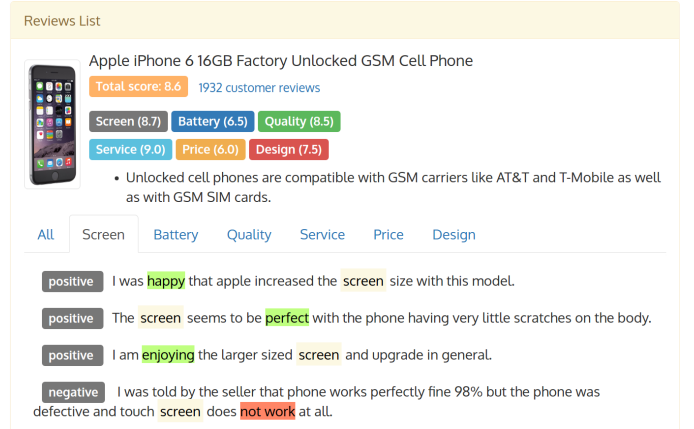 Reviews List
Apple iPhone 6 16GB Factory Unlocked GSM Cell Phone
Total score: 8.6 1932 customer reviews
Screen (8.7) Battery (6.5) Quality (8.5)
Service (9.0) Price (6.0) Design (7.5)
• Unlocked cell phones are compatible with GSM carriers like AT&T and T-Mobile as well
as with GSM SIM cards.
All Screen Battery Quality Service Price Design
positive I was happy that apple increased the screen size with this model.
positive The screen seems to be perfect with the phone having very little scratches on the body.
positive I am enjoying the larger sized screen and upgrade in general.
negative I was told by the seller that phone works perfectly fine 98% but the phone was
defective and touch screen does not work at all.